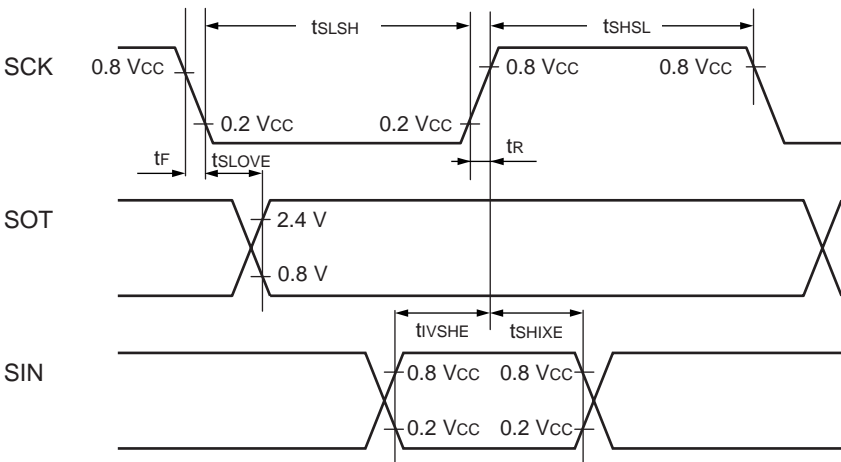 tSLSH tSHSL
SCK 0.8 VCC 0.8 VCC 0.8 VCC
0.2 VCC 0.2 VCC
tF tSLOVE tR
SOT 2.4 V
0.8 V
tIVSHE tSHIXE
SIN 0.8 VCC 0.8 VCC
0.2 VCC 0.2 VCC